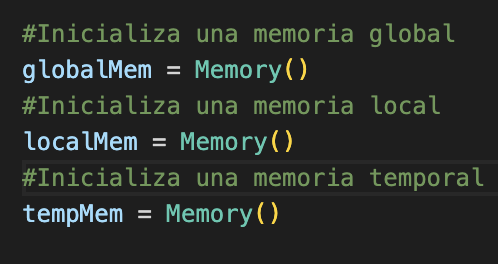 #Inicializa una memoria global
globalMem = Memory()
#Inicializa una memoria local
localMem = Memory()
#Inicializa una memoria temporal
tempMem = Memory()